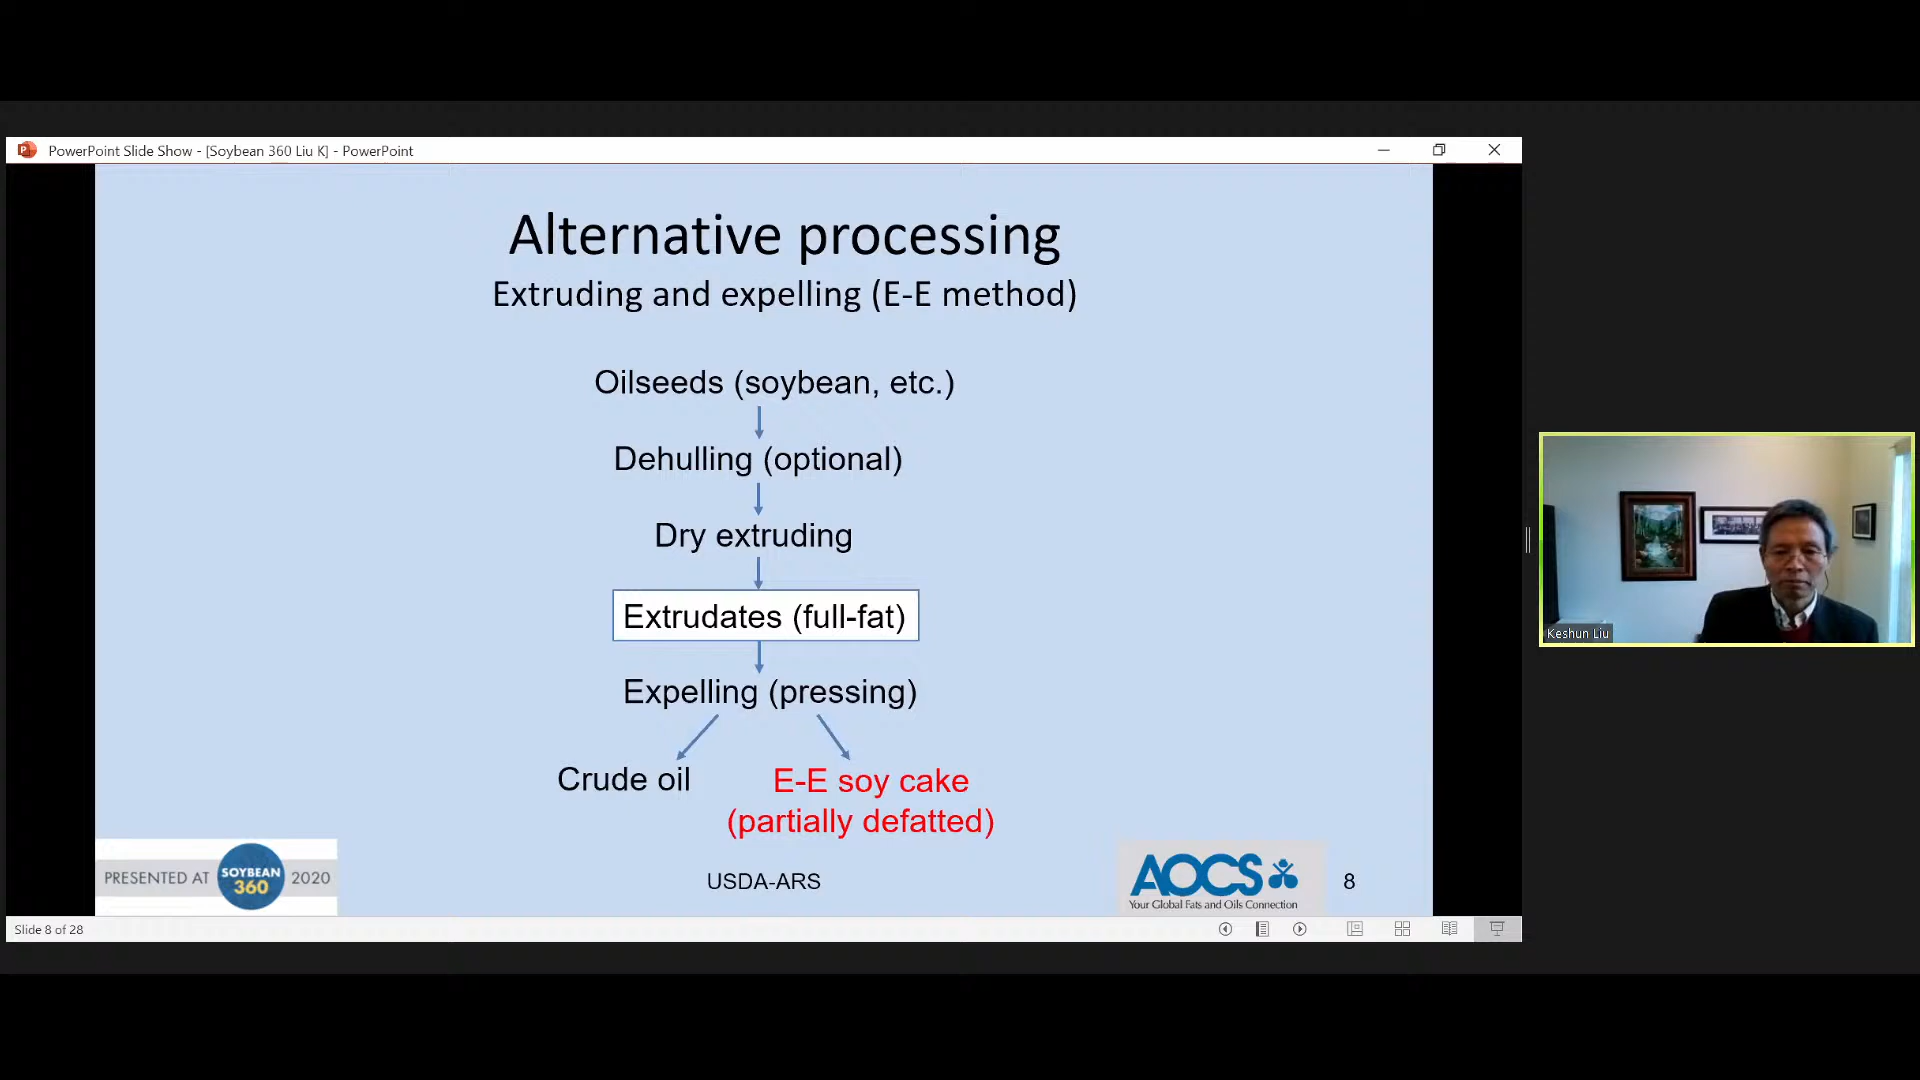 PowerPoint Slide Show - [Soybean 360 Liu K] - PowerPoint
Alternative processing
Extruding and expelling (E-E method)
Oilseeds (soybean, etc.)
Dehulling (optional)
Dry extruding
Extrudates (full-fat)
Expelling (pressing)
Crude oil
E-E soy cake
(partially defatted)
PRESENTED AT SOYBEAN 360 2020
USDA-ARS
AOCS
Your Global Fats and Oils Connection
8
Slide 8 of 28
Keshun Liu